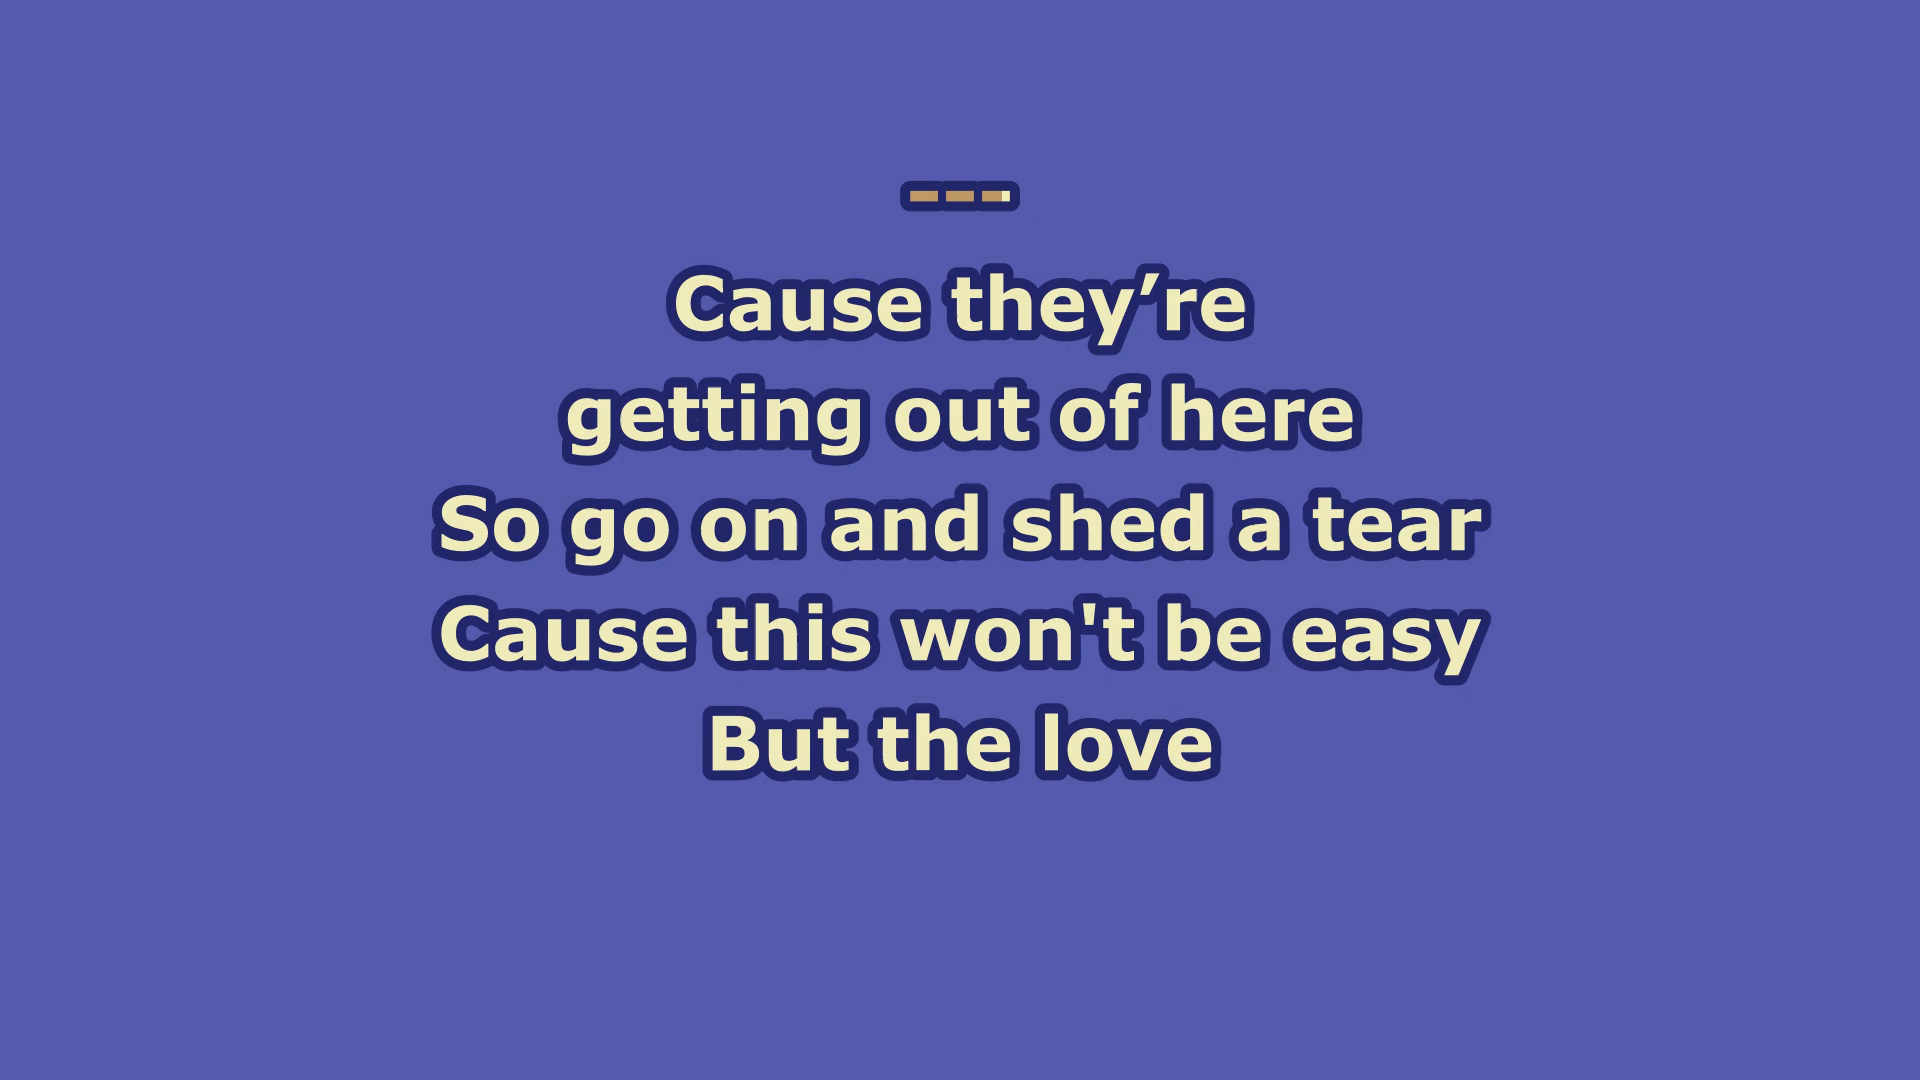 Cause they’re
getting out of here
So go on and shed a tear
Cause this won't be easy
But the love